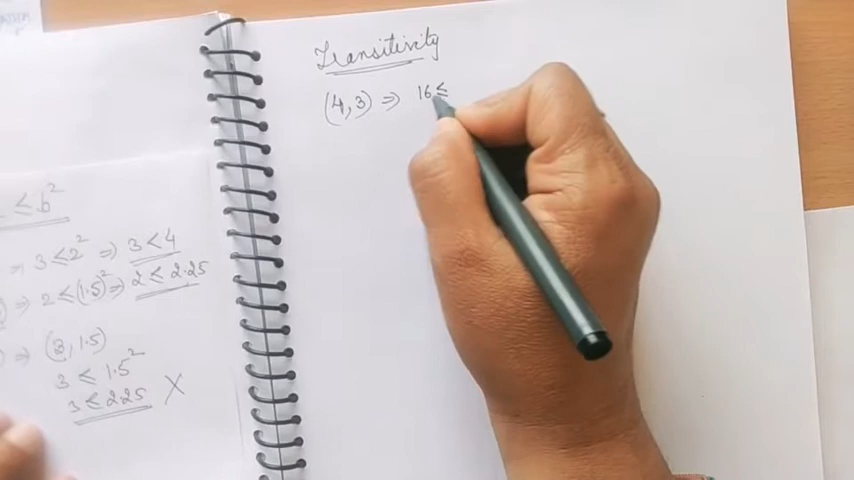 Transitivity
(4,3) ⇒ 16 ≤
≤ b²
⇒ 3 ≤ 2² ⇒ 3 ≤ 4
⇒ 2 ≤ (1.5)² ⇒ 2 ≤ 2.25
⇒ (3, 1.5)
3 ≤ 1.5²
3 ≤ 2.25 X